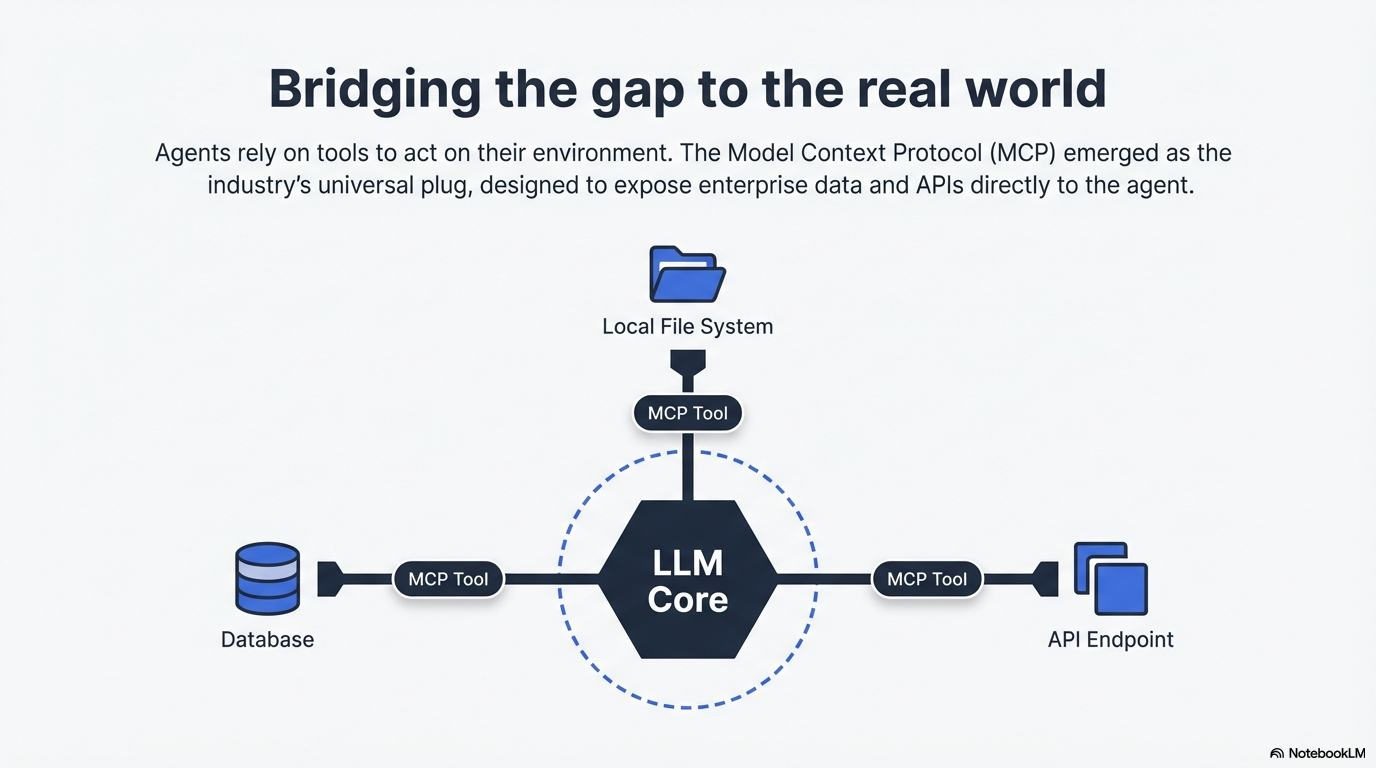 Bridging the gap to the real world
Agents rely on tools to act on their environment. The Model Context Protocol (MCP) emerged as the
industry’s universal plug, designed to expose enterprise data and APIs directly to the agent.
Local File System
MCP Tool
LLM
Core
MCP Tool
MCP Tool
Database
API Endpoint
NotebookLM